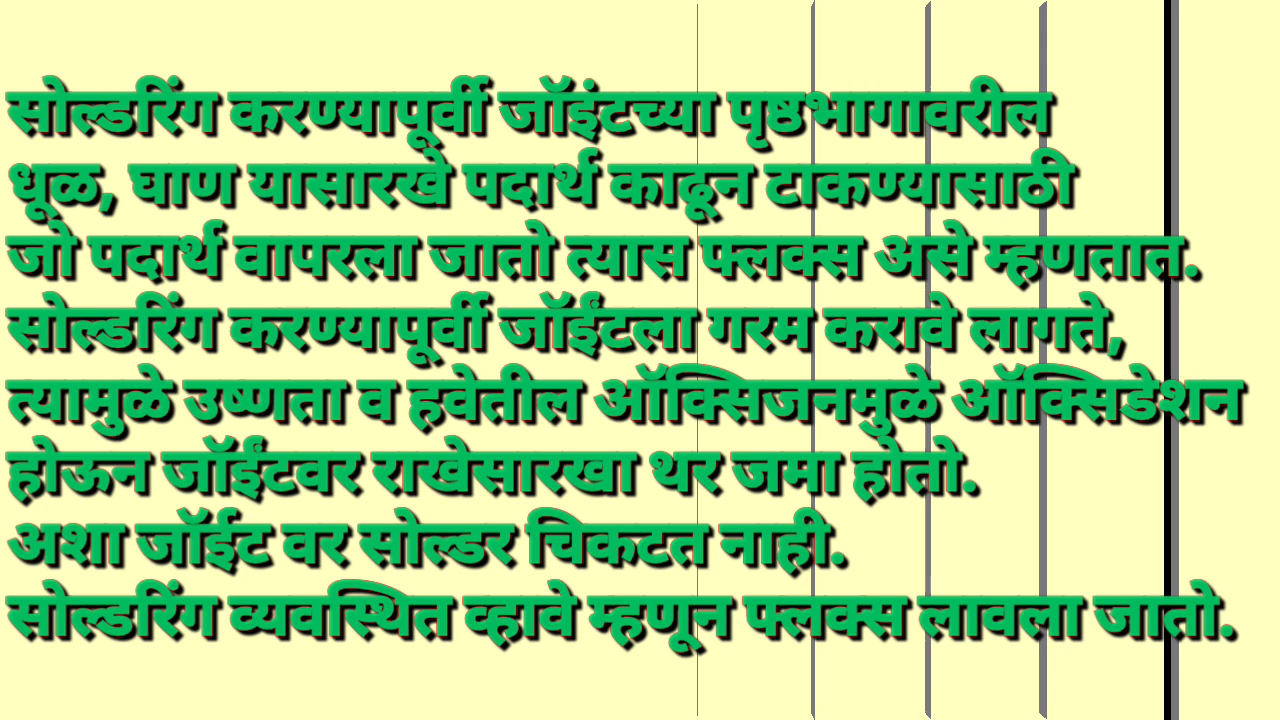 सोल्डरिंग करण्यापूर्वी जॉइंटच्या पृष्ठभागावरील
धूळ, घाण यासारखे पदार्थ काढून टाकण्यासाठी
जो पदार्थ वापरला जातो त्यास फ्लक्स असे म्हणतात.
सोल्डरिंग करण्यापूर्वी जॉईंटला गरम करावे लागते,
त्यामुळे उष्णता व हवेतील ऑक्सिजनमुळे ऑक्सिडेशन
होऊन जॉईंटवर राखेसारखा थर जमा होतो.
अशा जॉईट वर सोल्डर चिकटत नाही.
सोल्डरिंग व्यवस्थित व्हावे म्हणून फ्लक्स लावला जातो.